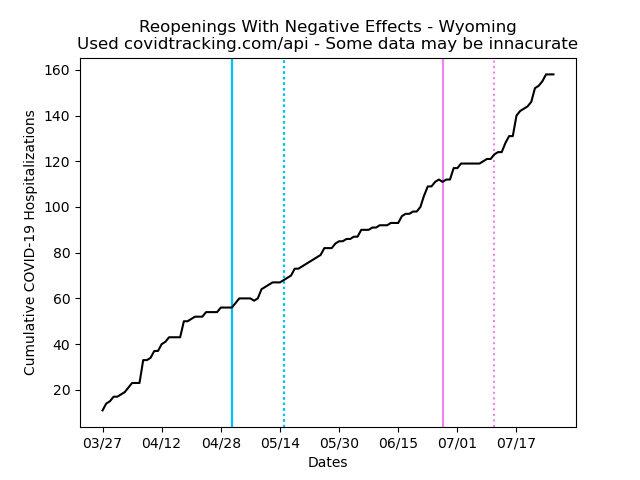 Reopenings With Negative Effects - Wyoming
Used covidtracking.com/api - Some data may be innacurate
Cumulative COVID-19 Hospitalizations
160
140
120
100
80
60
40
20
03/27 04/12 04/28 05/14 05/30 06/15 07/01 07/17
Dates